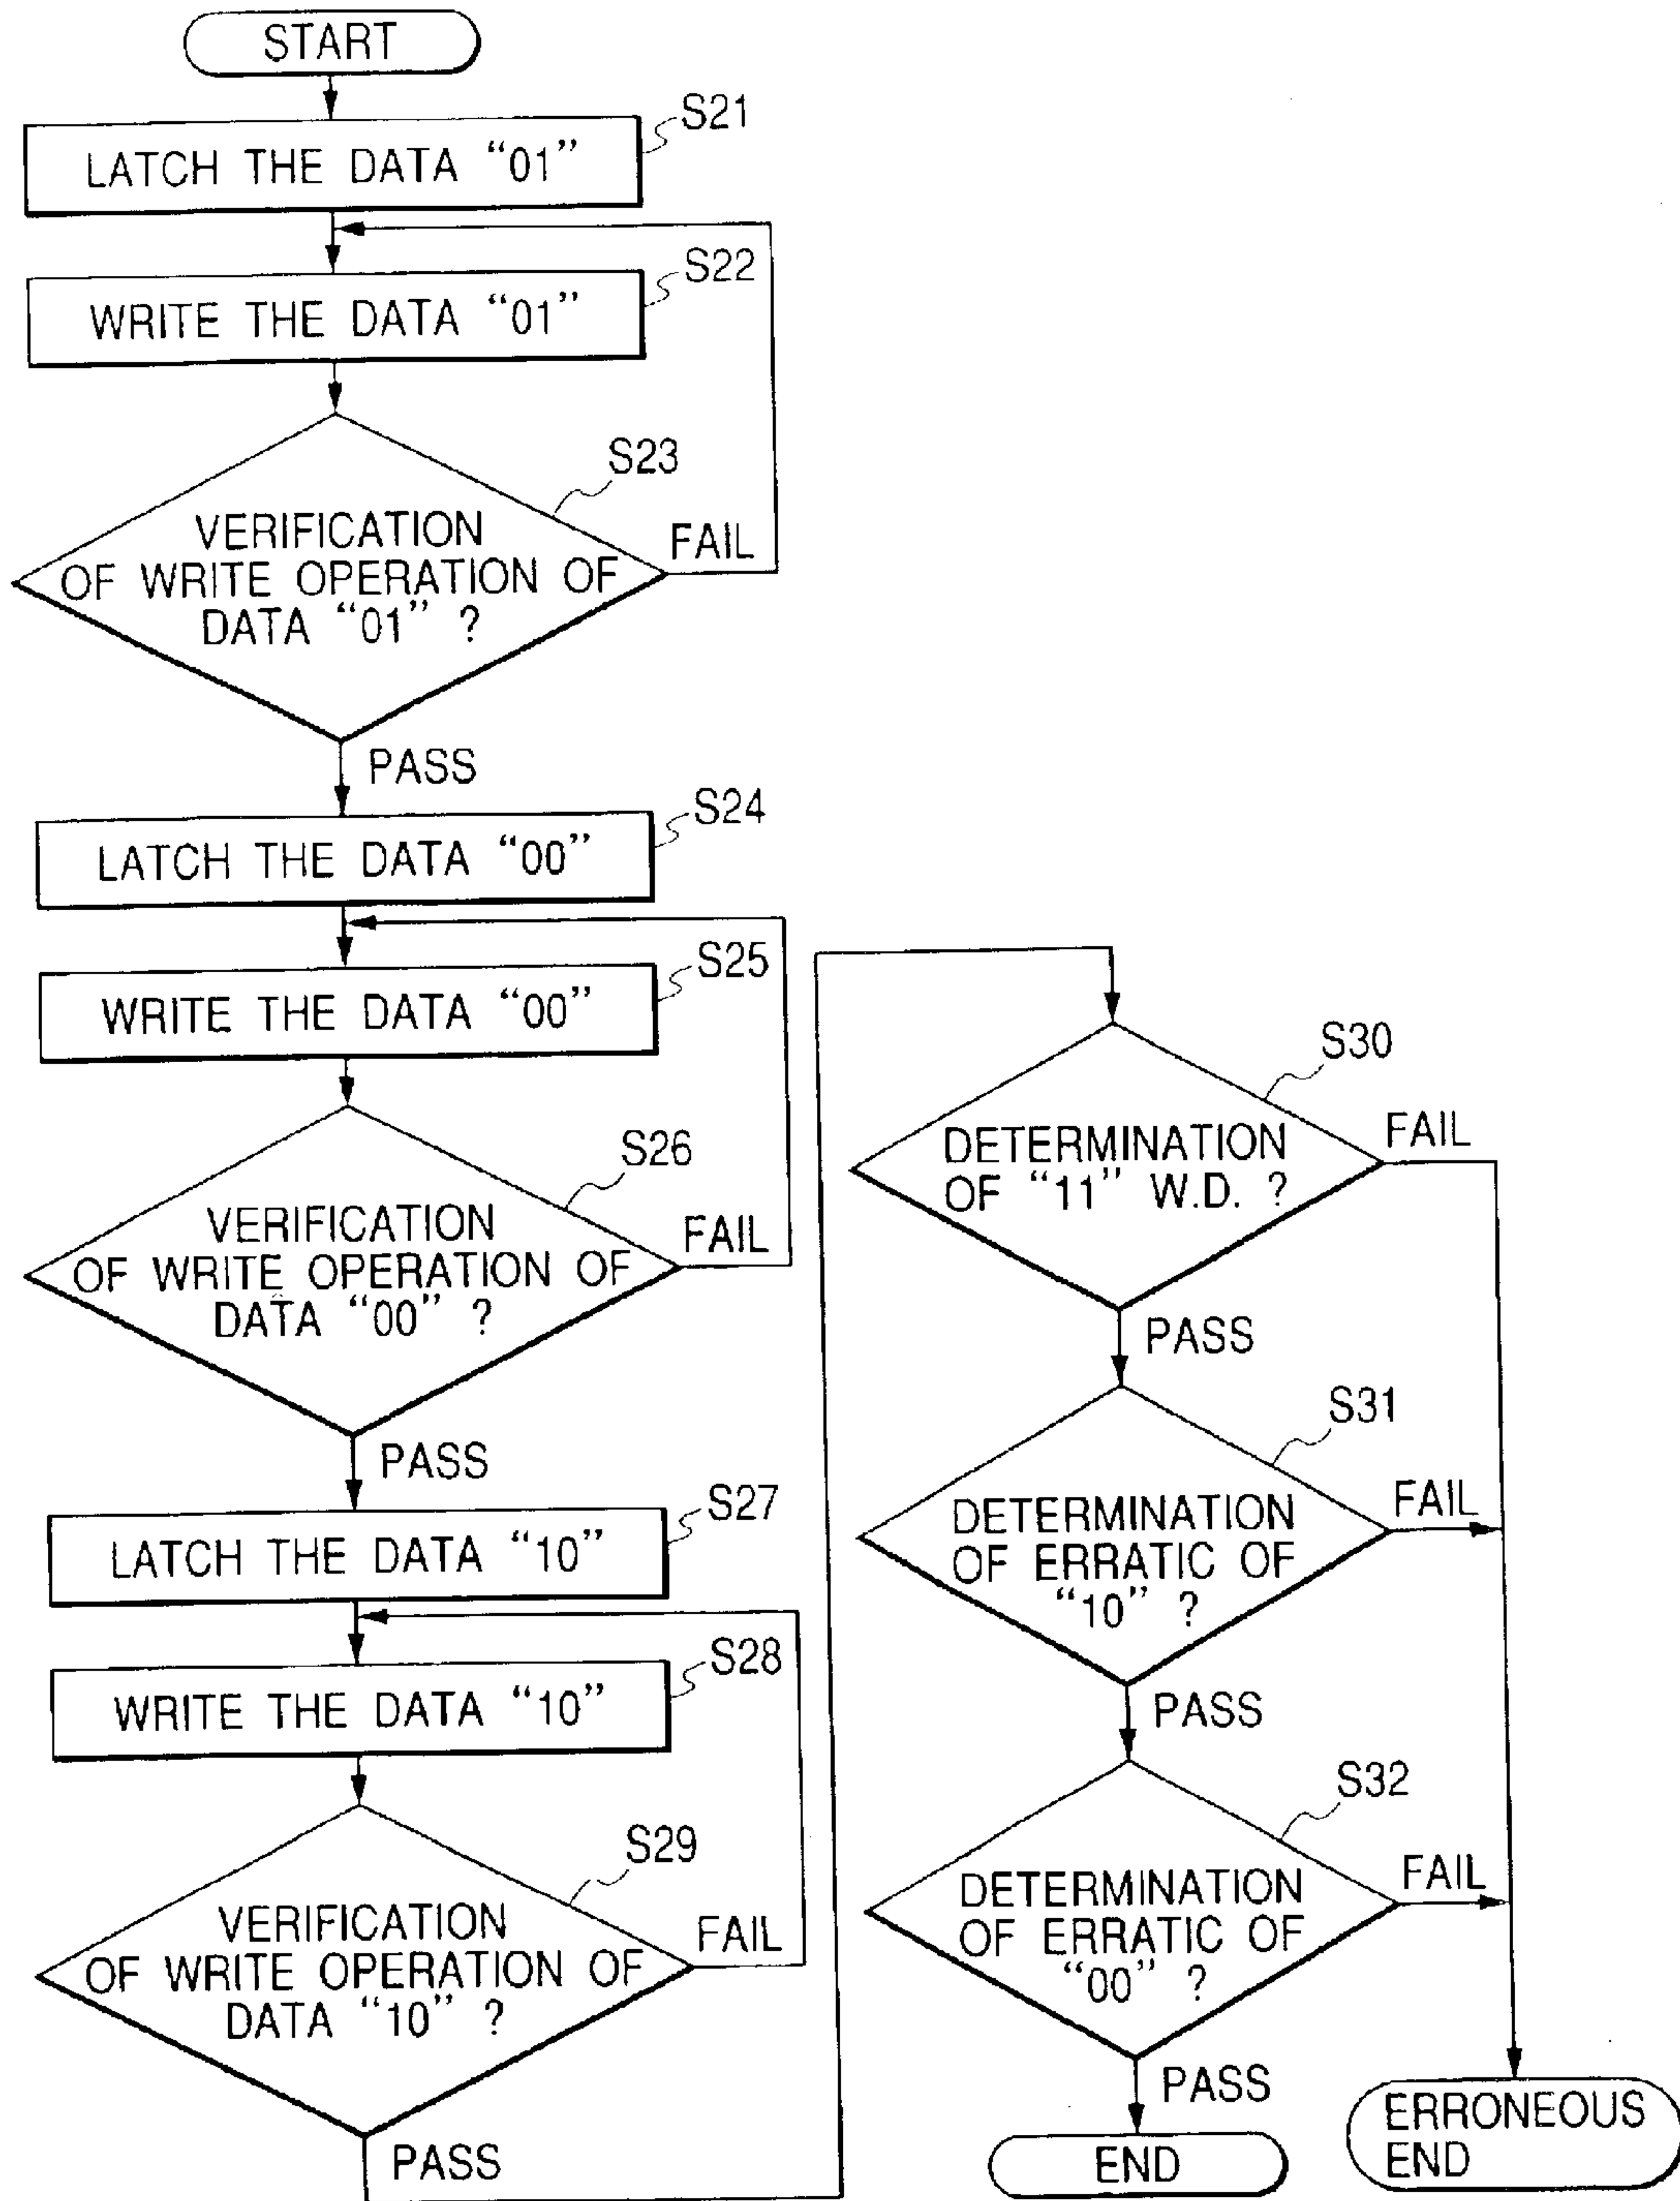 START
S21
LATCH THE DATA “01”
S22
WRITE THE DATA “01”
S23
VERIFICATION
OF WRITE OPERATION OF
DATA “01” ?
FAIL
PASS
S24
LATCH THE DATA “00”
S25
WRITE THE DATA “00”
S26
VERIFICATION
OF WRITE OPERATION OF
DATA “00” ?
FAIL
PASS
S27
LATCH THE DATA “10”
S28
WRITE THE DATA “10”
S29
VERIFICATION
OF WRITE OPERATION OF
DATA “10” ?
FAIL
PASS
S30
DETERMINATION
OF “11” W.D. ?
FAIL
PASS
S31
DETERMINATION
OF ERRATIC OF
“10” ?
FAIL
PASS
S32
DETERMINATION
OF ERRATIC OF
“00” ?
FAIL
PASS
END
ERRONEOUS
END